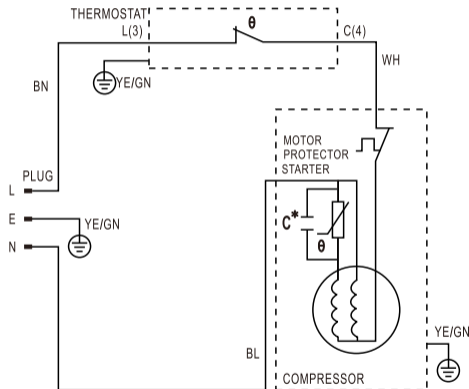 THERMOSTAT
L(3)
θ
C(4)
YE/GN
WH
BN
MOTOR
PROTECTOR
STARTER
PLUG
L
E
YE/GN
N
C*
θ
YE/GN
BL
COMPRESSOR